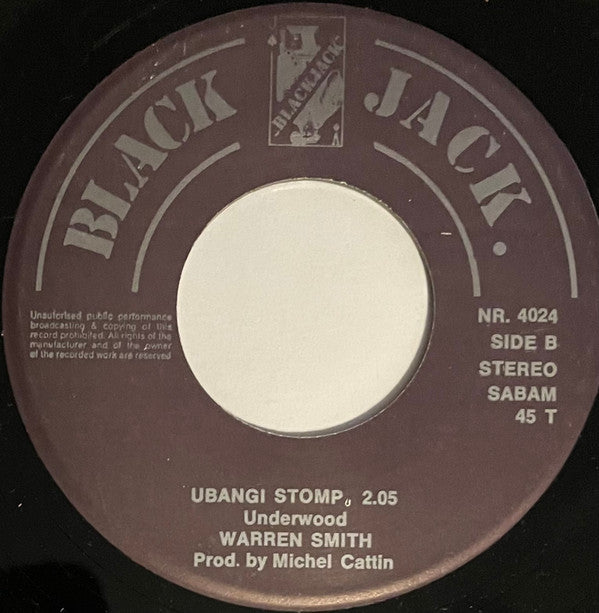 BLACK JACK.
BLACKJACK
Unauforised public performance
broadcasting & copying of this
record prohibited. All rights of the
manufacturer and of the owner
of the recorded work are reserved
NR. 4024
SIDE B
STEREO
SABAM
45 T
UBANGI STOMP, 2.05
Underwood
WARREN SMITH
Prod. by Michel Cattin